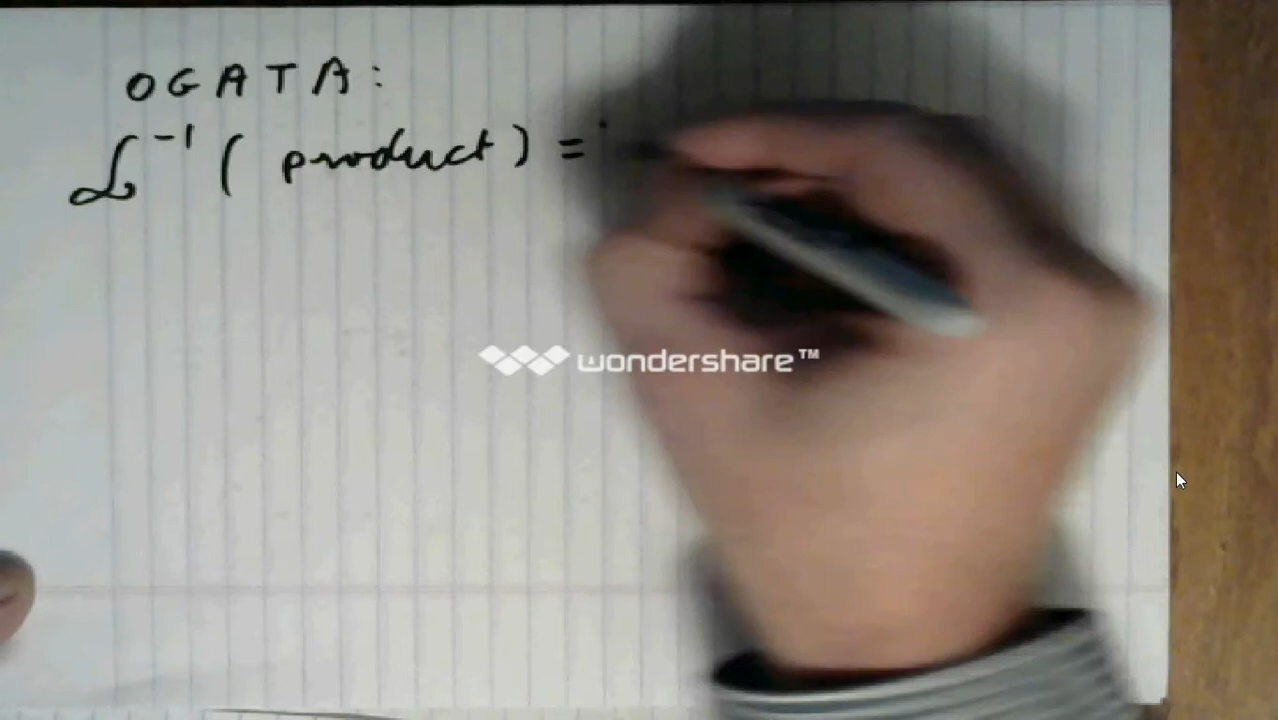 OGATA:
ℒ⁻¹ ( product ) =
wondershare™